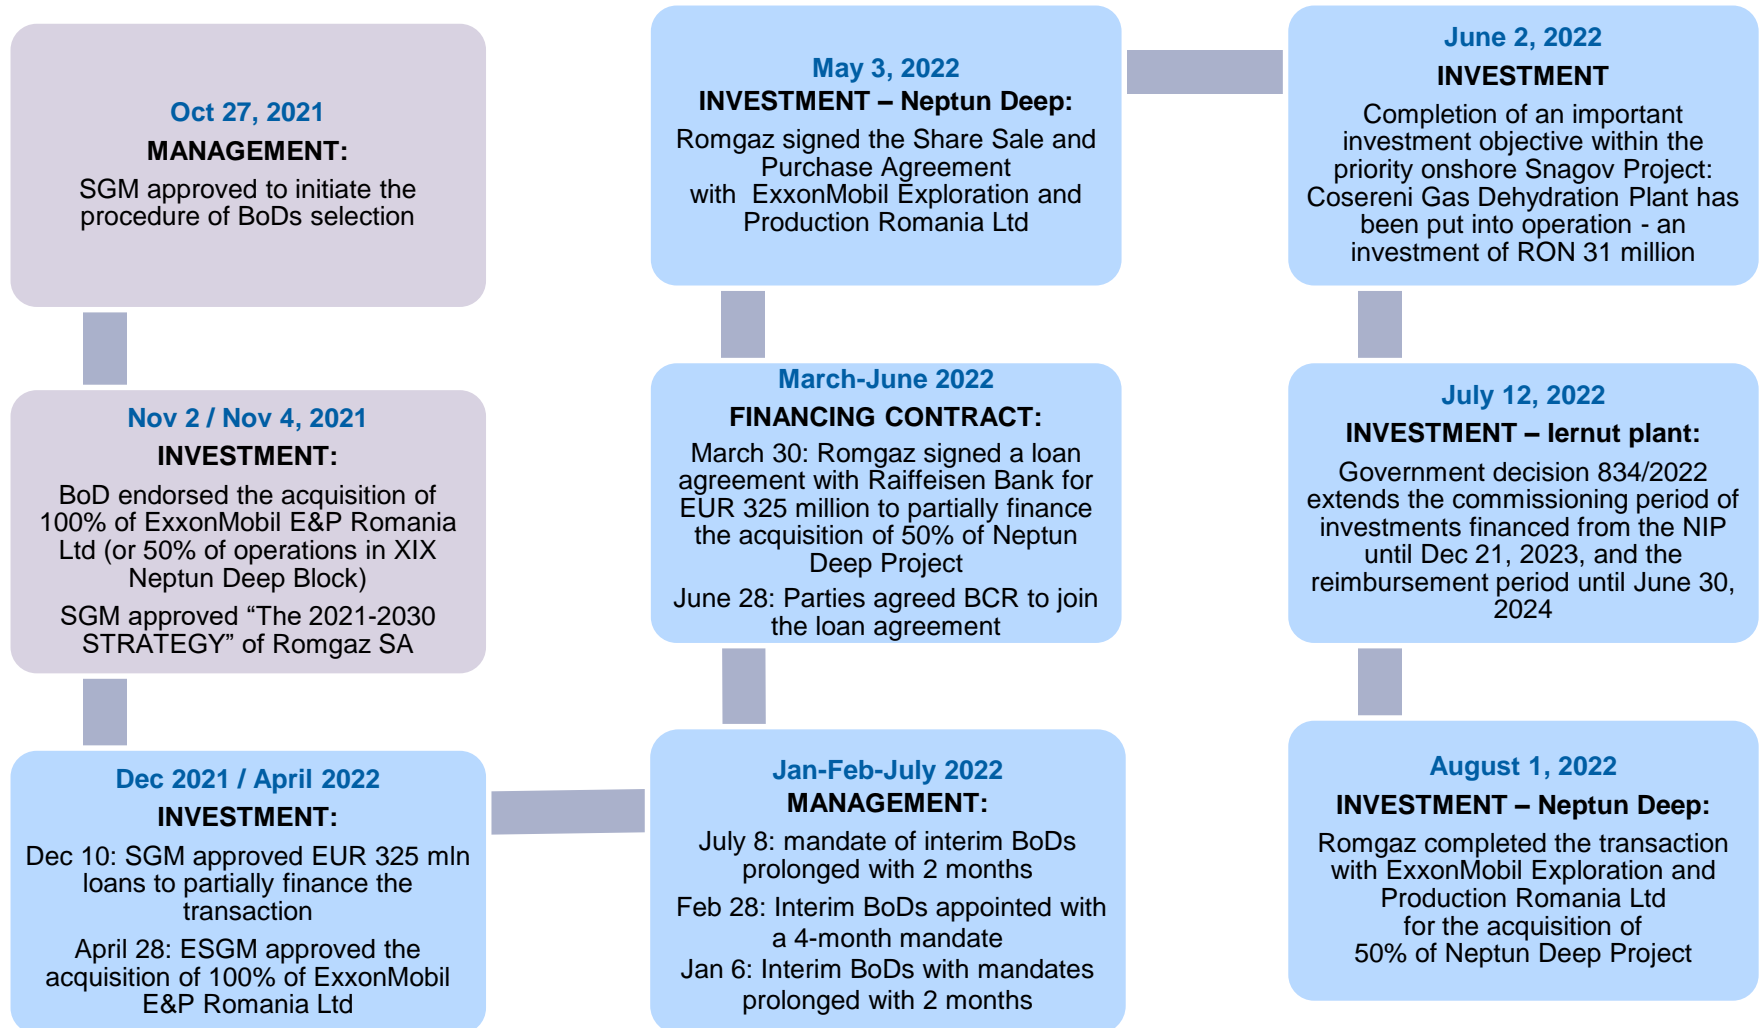 Oct 27, 2021
MANAGEMENT:
SGM approved to initiate the
procedure of BoDs selection
Nov 2 / Nov 4, 2021
INVESTMENT:
BoD endorsed the acquisition of
100% of ExxonMobil E&P Romania
Ltd (or 50% of operations in XIX
Neptun Deep Block)
SGM approved “The 2021-2030
STRATEGY” of Romgaz SA
Dec 2021 / April 2022
INVESTMENT:
Dec 10: SGM approved EUR 325 mln
loans to partially finance the
transaction
April 28: ESGM approved the
acquisition of 100% of ExxonMobil
E&P Romania Ltd
Jan-Feb-July 2022
MANAGEMENT:
July 8: mandate of interim BoDs
prolonged with 2 months
Feb 28: Interim BoDs appointed with
a 4-month mandate
Jan 6: Interim BoDs with mandates
prolonged with 2 months
March-June 2022
FINANCING CONTRACT:
March 30: Romgaz signed a loan
agreement with Raiffeisen Bank for
EUR 325 million to partially finance
the acquisition of 50% of Neptun
Deep Project
June 28: Parties agreed BCR to join
the loan agreement
May 3, 2022
INVESTMENT – Neptun Deep:
Romgaz signed the Share Sale and
Purchase Agreement
with ExxonMobil Exploration and
Production Romania Ltd
June 2, 2022
INVESTMENT
Completion of an important
investment objective within the
priority onshore Snagov Project:
Cosereni Gas Dehydration Plant has
been put into operation - an
investment of RON 31 million
July 12, 2022
INVESTMENT – Iernut plant:
Government decision 834/2022
extends the commissioning period of
investments financed from the NIP
until Dec 21, 2023, and the
reimbursement period until June 30,
2024
August 1, 2022
INVESTMENT – Neptun Deep:
Romgaz completed the transaction
with ExxonMobil Exploration and
Production Romania Ltd
for the acquisition of
50% of Neptun Deep Project